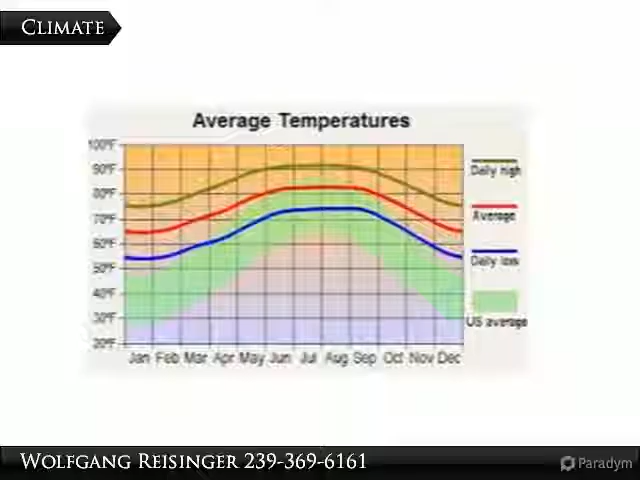 CLIMATE
Average Temperatures
100°F
90°F
80°F
70°F
60°F
50°F
40°F
30°F
20°F
Jan Feb Mar Apr May Jun Jul Aug Sep Oct Nov Dec
Daily high
Average
Daily low
US average
WOLFGANG REISINGER 239-369-6161
Paradym